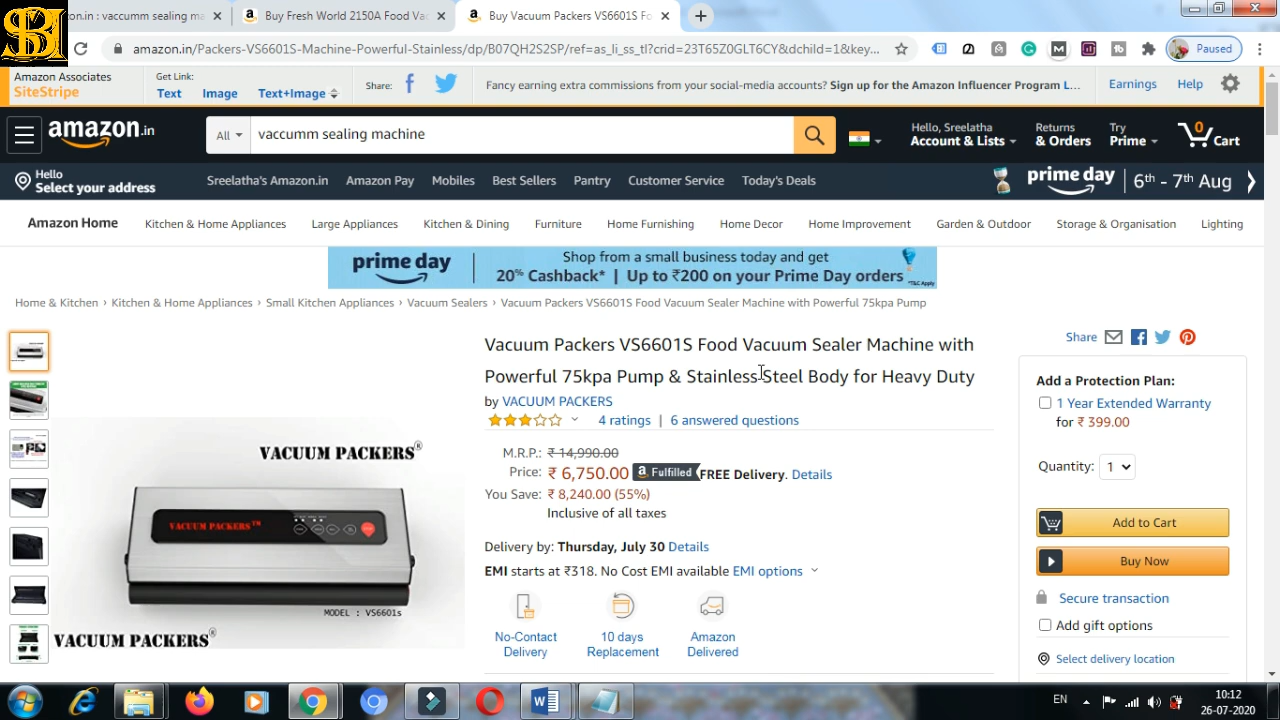 on.in : vaccumm sealing ma
Buy Fresh World 2150A Food Vac
Buy Vacuum Packers VS6601S Fo
amazon.in/Packers-VS6601S-Machine-Powerful-Stainless/dp/B07QH2S2SP/ref=as_li_ss_tl?crid=23T65Z0GLT6CY&dchild=1&key...
Paused
Amazon Associates
SiteStripe
Get Link:
Text Image Text+Image
Share:
Fancy earning extra commissions from your social-media accounts? Sign up for the Amazon Influencer Program L...
Earnings Help
amazon.in
All
vaccumm sealing machine
Hello, Sreelatha
Account & Lists
Returns
& Orders
Try
Prime
0
Cart
Hello
Select your address
Sreelatha's Amazon.in Amazon Pay Mobiles Best Sellers Pantry Customer Service Today's Deals
prime day 6th - 7th Aug
Amazon Home Kitchen & Home Appliances Large Appliances Kitchen & Dining Furniture Home Furnishing Home Decor Home Improvement Garden & Outdoor Storage & Organisation Lighting
prime day
Shop from a small business today and get
20% Cashback* | Up to ₹200 on your Prime Day orders
*T&C Apply
Home & Kitchen › Kitchen & Home Appliances › Small Kitchen Appliances › Vacuum Sealers › Vacuum Packers VS6601S Food Vacuum Sealer Machine with Powerful 75kpa Pump
VACUUM PACKERS®
VACUUM PACKERS™
MODEL : VS6601s
VACUUM PACKERS®
Vacuum Packers VS6601S Food Vacuum Sealer Machine with
Powerful 75kpa Pump & Stainless Steel Body for Heavy Duty
by VACUUM PACKERS
4 ratings | 6 answered questions
M.R.P.: ₹ 14,990.00
Price: ₹ 6,750.00 a Fulfilled FREE Delivery. Details
You Save: ₹ 8,240.00 (55%)
Inclusive of all taxes
Delivery by: Thursday, July 30 Details
EMI starts at ₹318. No Cost EMI available EMI options
No-Contact
Delivery
10 days
Replacement
Amazon
Delivered
Share
Add a Protection Plan:
1 Year Extended Warranty
for ₹ 399.00
Quantity: 1
Add to Cart
Buy Now
Secure transaction
Add gift options
Select delivery location
EN
10:12
26-07-2020